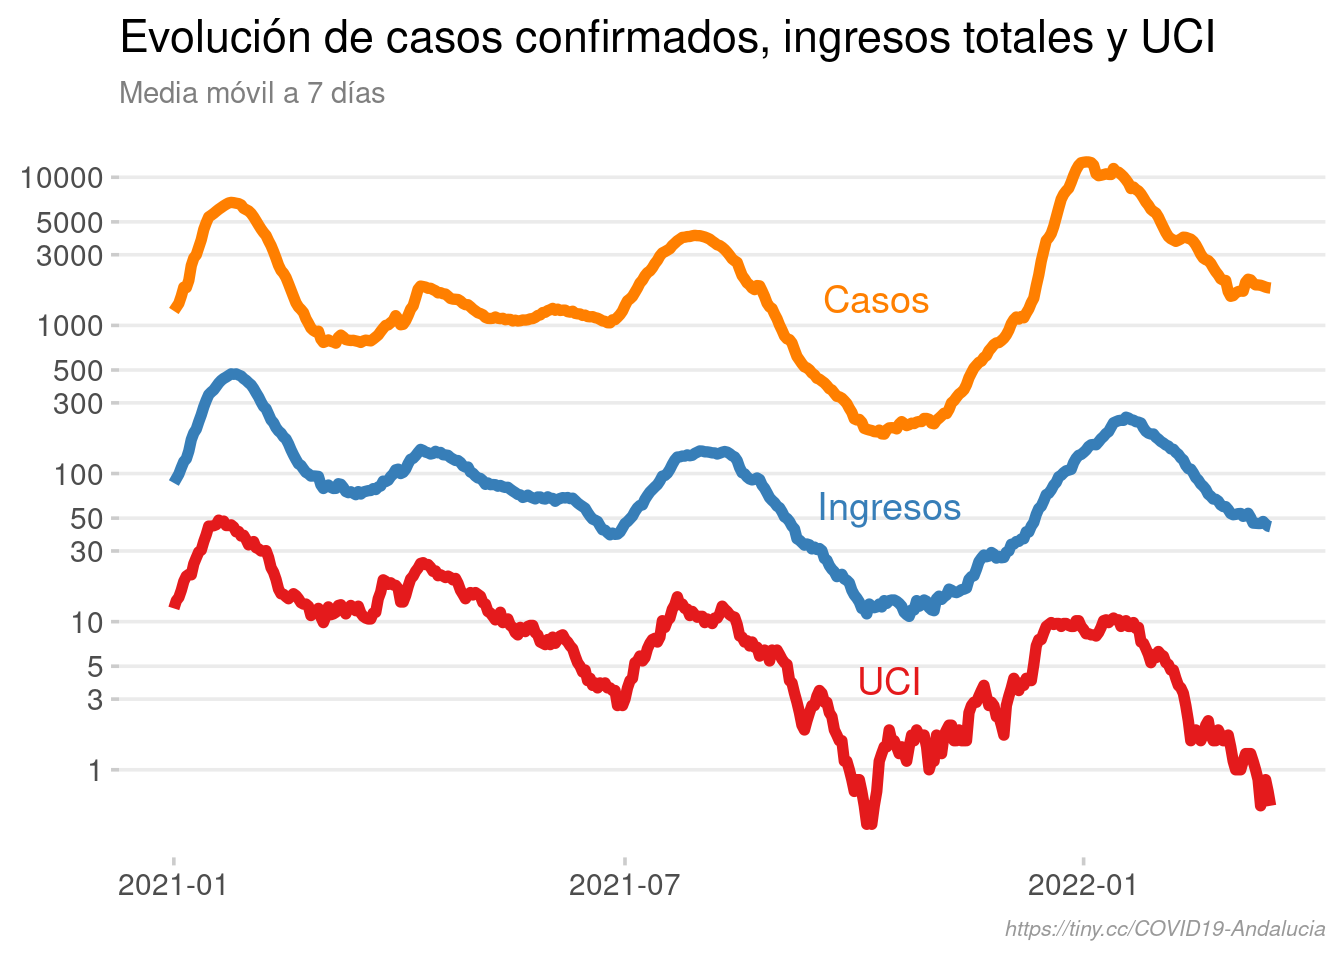 Evolución de casos confirmados, ingresos totales y UCI
Media móvil a 7 días
10000
5000
3000
1000
500
300
100
50
30
10
5
3
1
Casos
Ingresos
UCI
2021-01
2021-07
2022-01
https://tiny.cc/COVID19-Andalucia